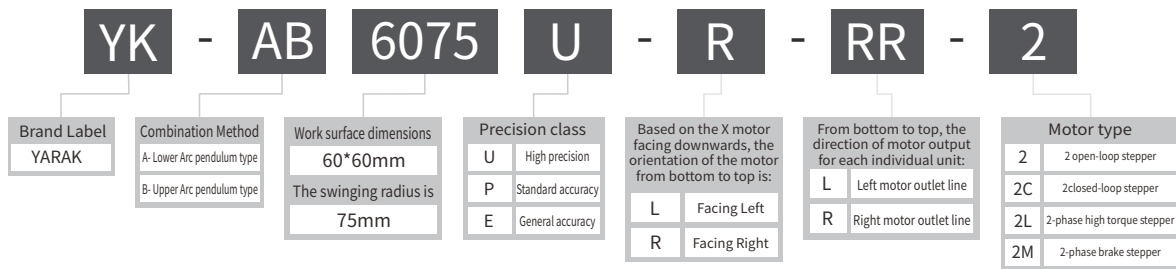 YK - AB 6075 U - R - RR - 2
Brand Label
YARAK
Combination Method
A- Lower Arc pendulum type
B- Upper Arc pendulum type
Work surface dimensions
60*60mm
The swinging radius is
75mm
Precision class
U High precision
P Standard accuracy
E General accuracy
Based on the X motor
facing downwards, the
orientation of the motor
from bottom to top is:
L Facing Left
R Facing Right
From bottom to top, the
direction of motor output
for each individual unit:
L Left motor outlet line
R Right motor outlet line
Motor type
2 2 open-loop stepper
2C 2closed-loop stepper
2L 2-phase high torque stepper
2M 2-phase brake stepper